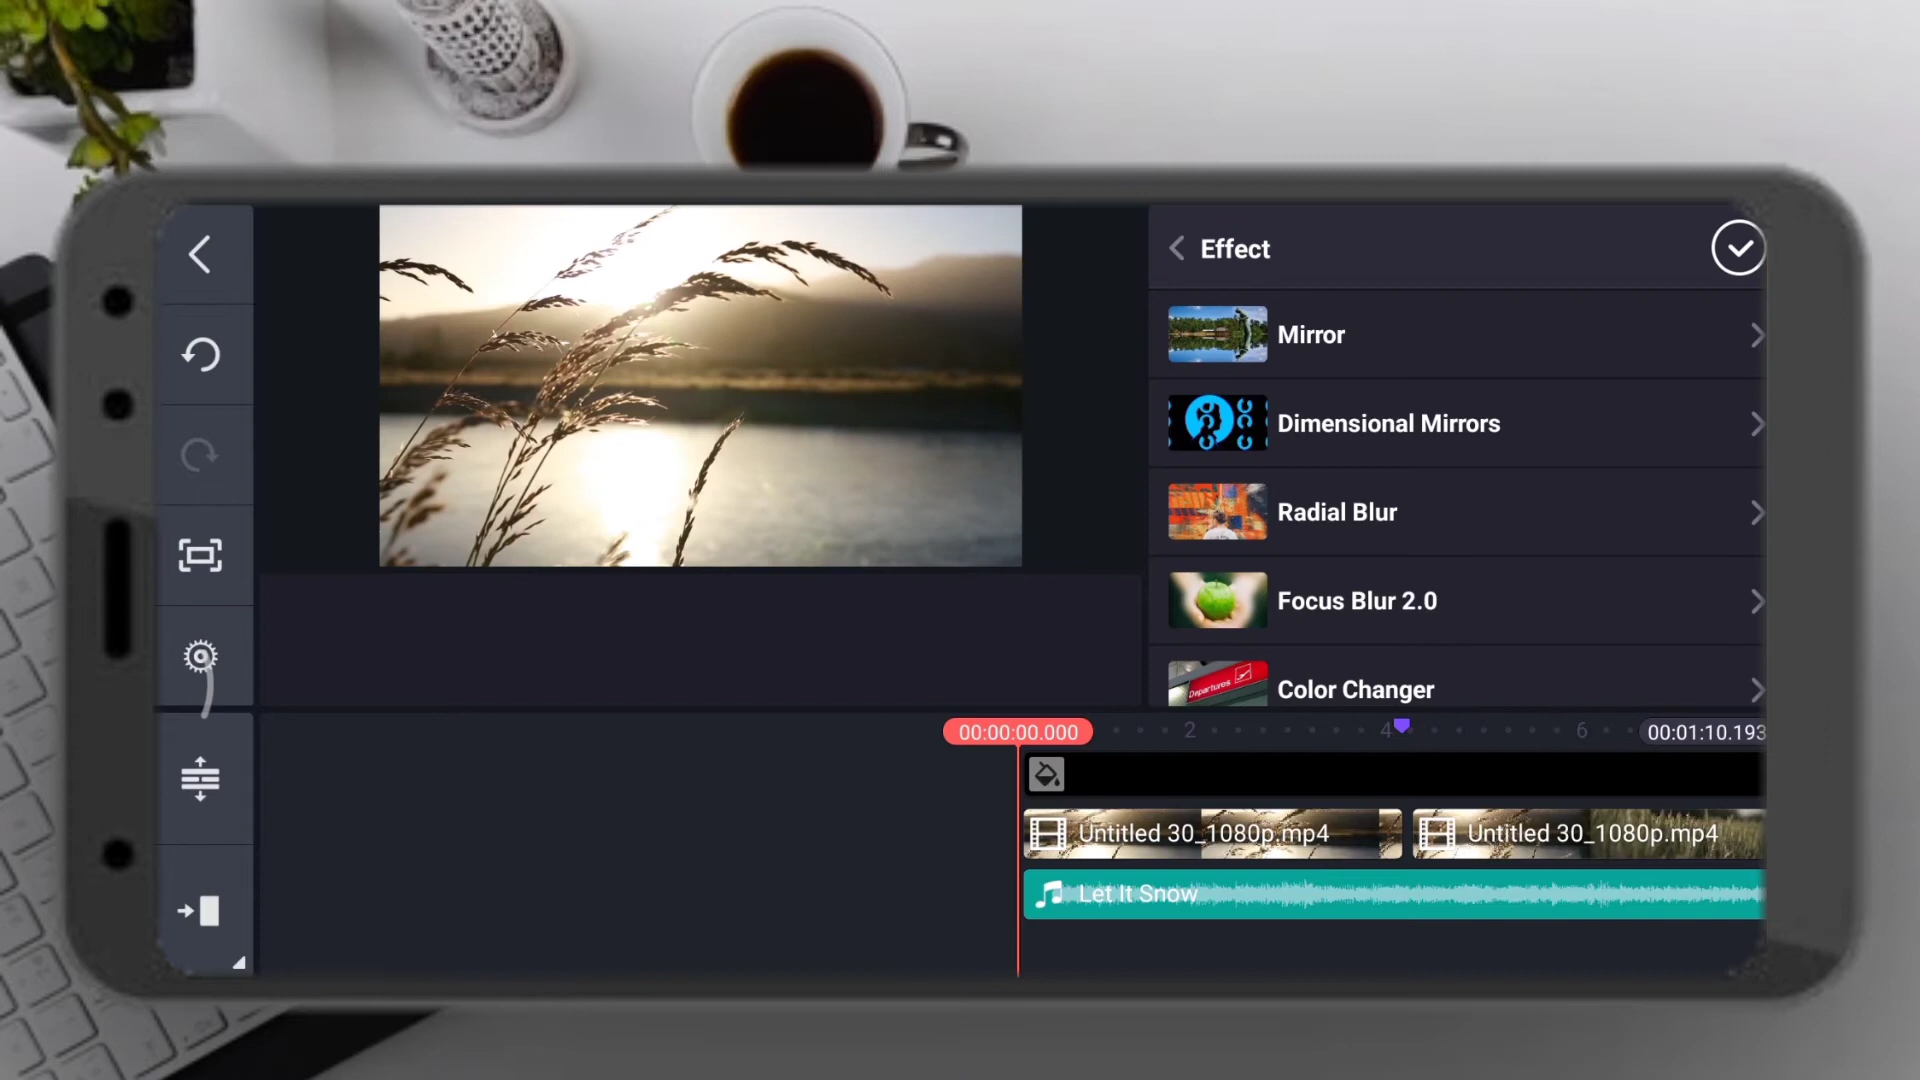 Effect
Mirror
Dimensional Mirrors
Radial Blur
Focus Blur 2.0
Departures
Color Changer
00:00:00.000
2
4
6
00:01:10.193
Untitled 30_1080p.mp4
Untitled 30_1080p.mp4
Let It Snow